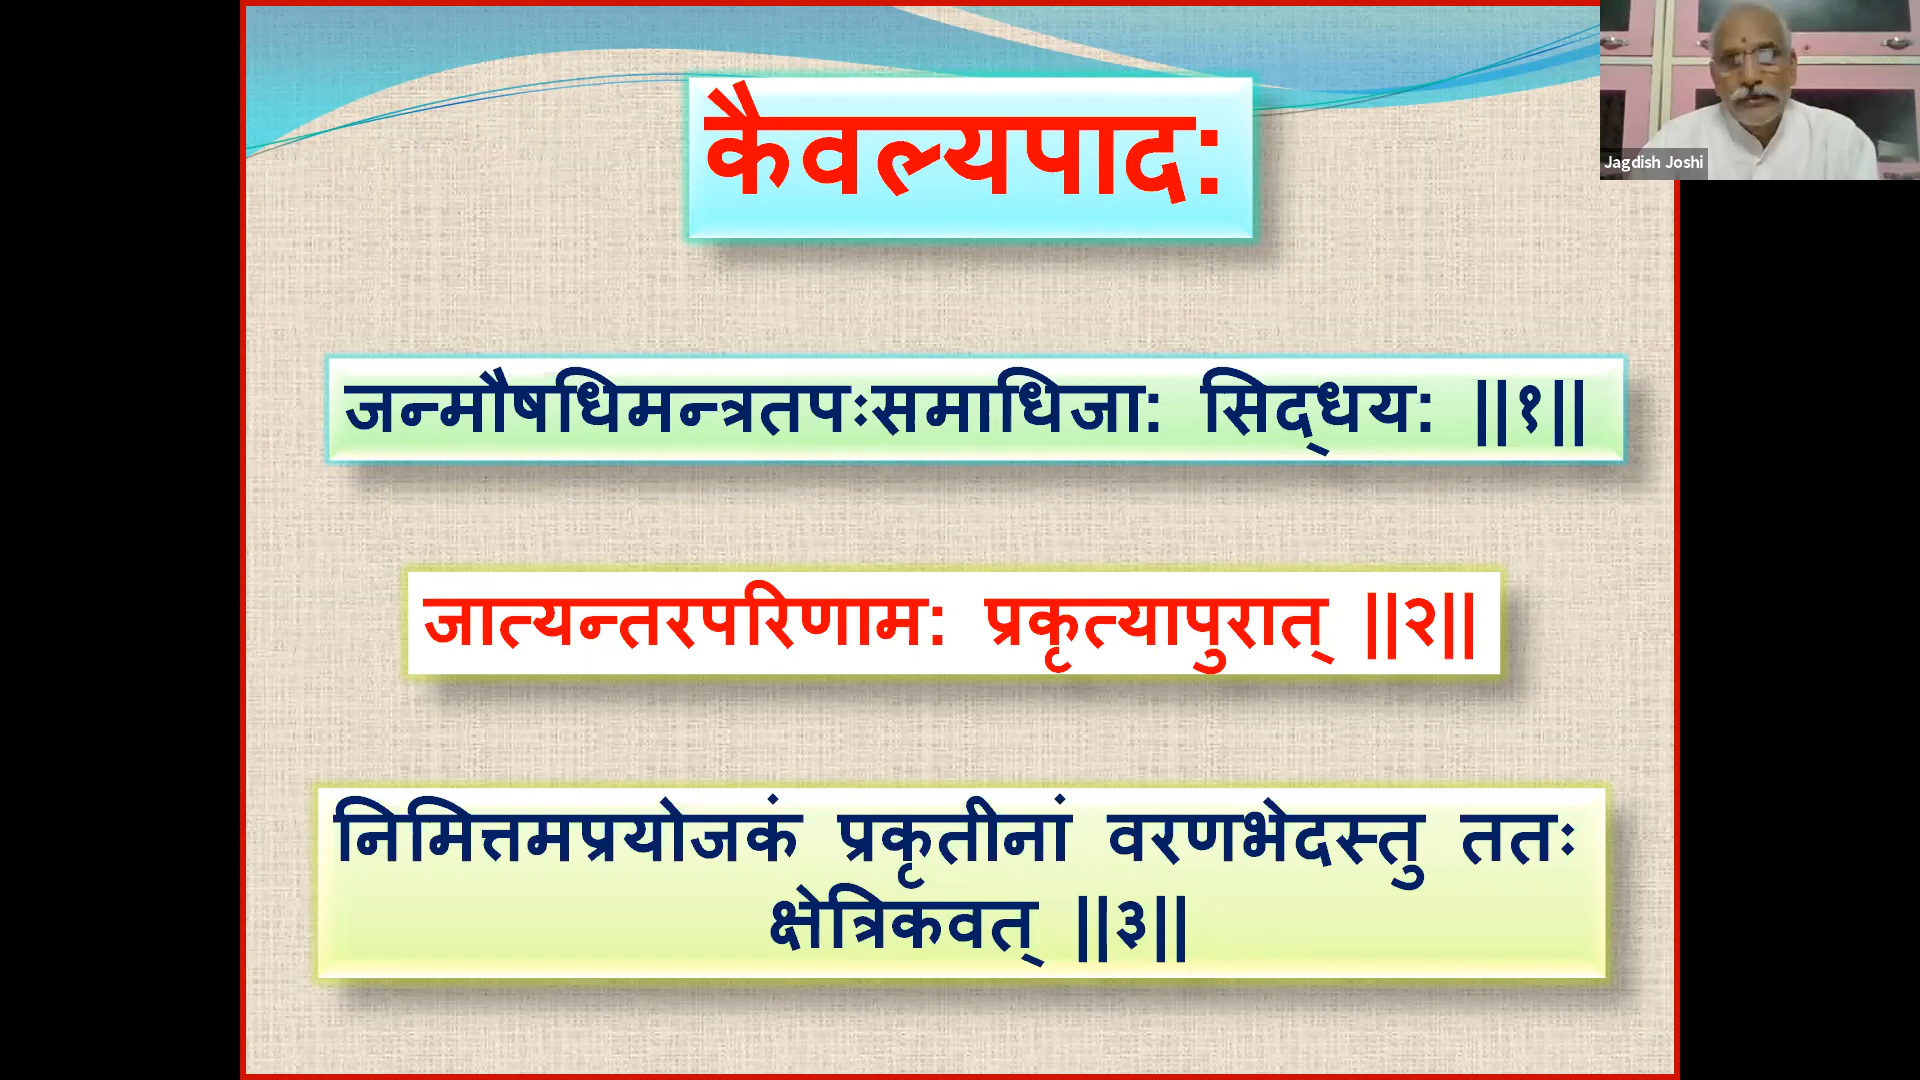 कैवल्यपाद:
Jagdish Joshi
जन्मौषधिमन्त्रतपःसमाधिजा: सिद्‌धय: ||१||
जात्यन्तरपरिणाम: प्रकृत्यापुरात् ||२||
निमित्तमप्रयोजकं प्रकृतीनां वरणभेदस्तु ततः
क्षेत्रिकवत् ||३||